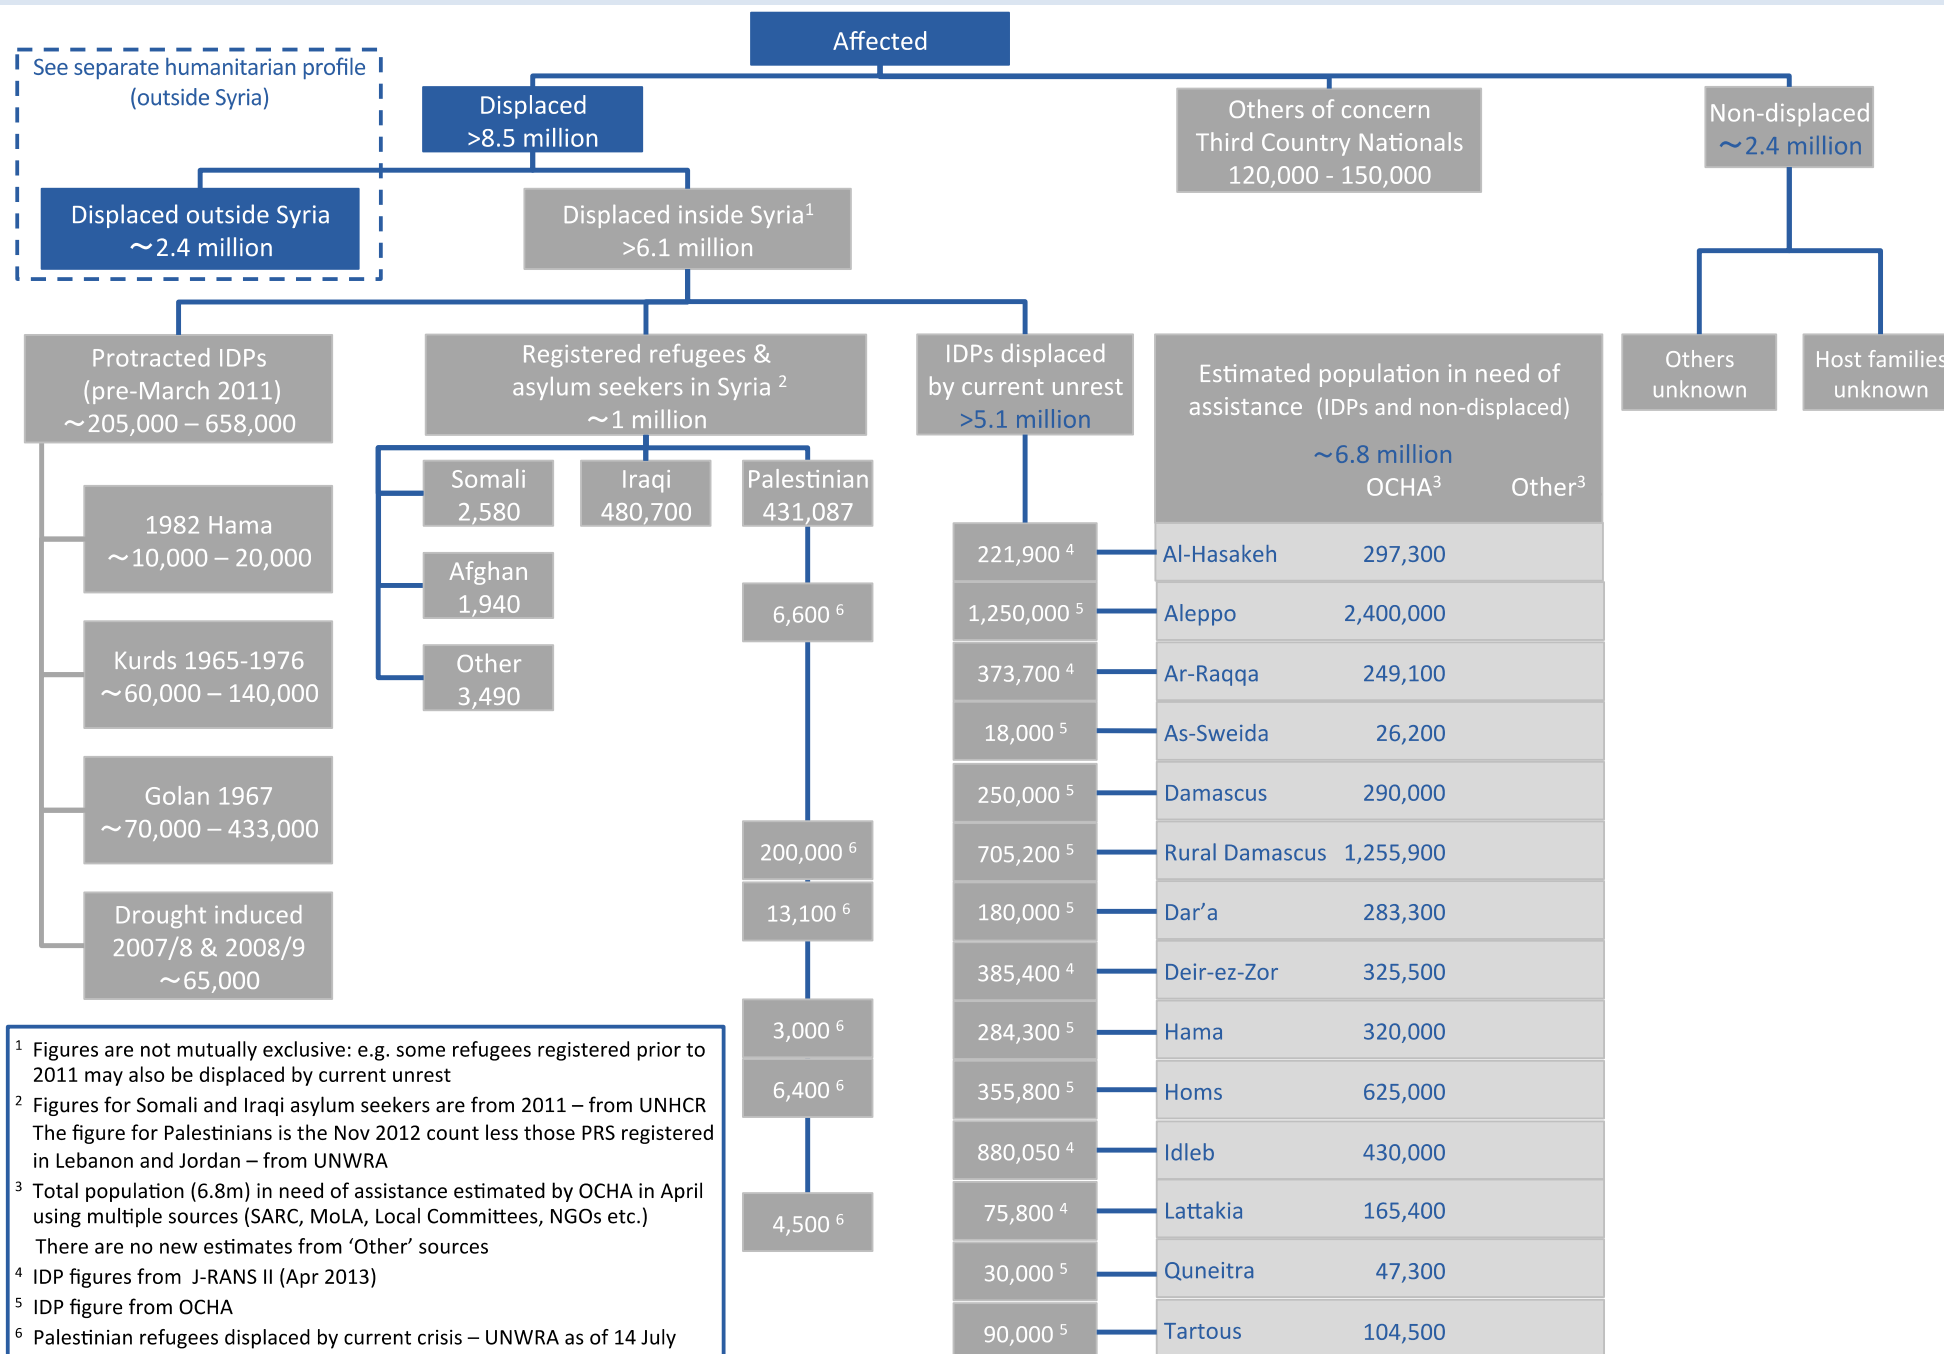 Affected
See separate humanitarian profile
(outside Syria)
Displaced
>8.5 million
Others of concern
Third Country Nationals
120,000 - 150,000
Non-displaced
~2.4 million
Displaced outside Syria
~2.4 million
Displaced inside Syria¹
>6.1 million
Protracted IDPs
(pre-March 2011)
~205,000 – 658,000
Registered refugees &
asylum seekers in Syria ²
~1 million
IDPs displaced
by current unrest
>5.1 million
Estimated population in need of
assistance (IDPs and non-displaced)
~6.8 million
OCHA³ Other³
Others
unknown
Host families
unknown
1982 Hama
~10,000 – 20,000
Kurds 1965-1976
~60,000 – 140,000
Golan 1967
~70,000 – 433,000
Drought induced
2007/8 & 2008/9
~65,000
Somali
2,580
Iraqi
480,700
Palestinian
431,087
Afghan
1,940
Other
3,490
6,600 ⁶
200,000 ⁶
13,100 ⁶
3,000 ⁶
6,400 ⁶
4,500 ⁶
221,900 ⁴ Al-Hasakeh 297,300
1,250,000 ⁵ Aleppo 2,400,000
373,700 ⁴ Ar-Raqqa 249,100
18,000 ⁵ As-Sweida 26,200
250,000 ⁵ Damascus 290,000
705,200 ⁵ Rural Damascus 1,255,900
180,000 ⁵ Dar’a 283,300
385,400 ⁴ Deir-ez-Zor 325,500
284,300 ⁵ Hama 320,000
355,800 ⁵ Homs 625,000
880,050 ⁴ Idleb 430,000
75,800 ⁴ Lattakia 165,400
30,000 ⁵ Quneitra 47,300
90,000 ⁵ Tartous 104,500
¹ Figures are not mutually exclusive: e.g. some refugees registered prior to
2011 may also be displaced by current unrest
² Figures for Somali and Iraqi asylum seekers are from 2011 – from UNHCR
The figure for Palestinians is the Nov 2012 count less those PRS registered
in Lebanon and Jordan – from UNWRA
³ Total population (6.8m) in need of assistance estimated by OCHA in April
using multiple sources (SARC, MoLA, Local Committees, NGOs etc.)
There are no new estimates from ‘Other’ sources
⁴ IDP figures from J-RANS II (Apr 2013)
⁵ IDP figure from OCHA
⁶ Palestinian refugees displaced by current crisis – UNWRA as of 14 July